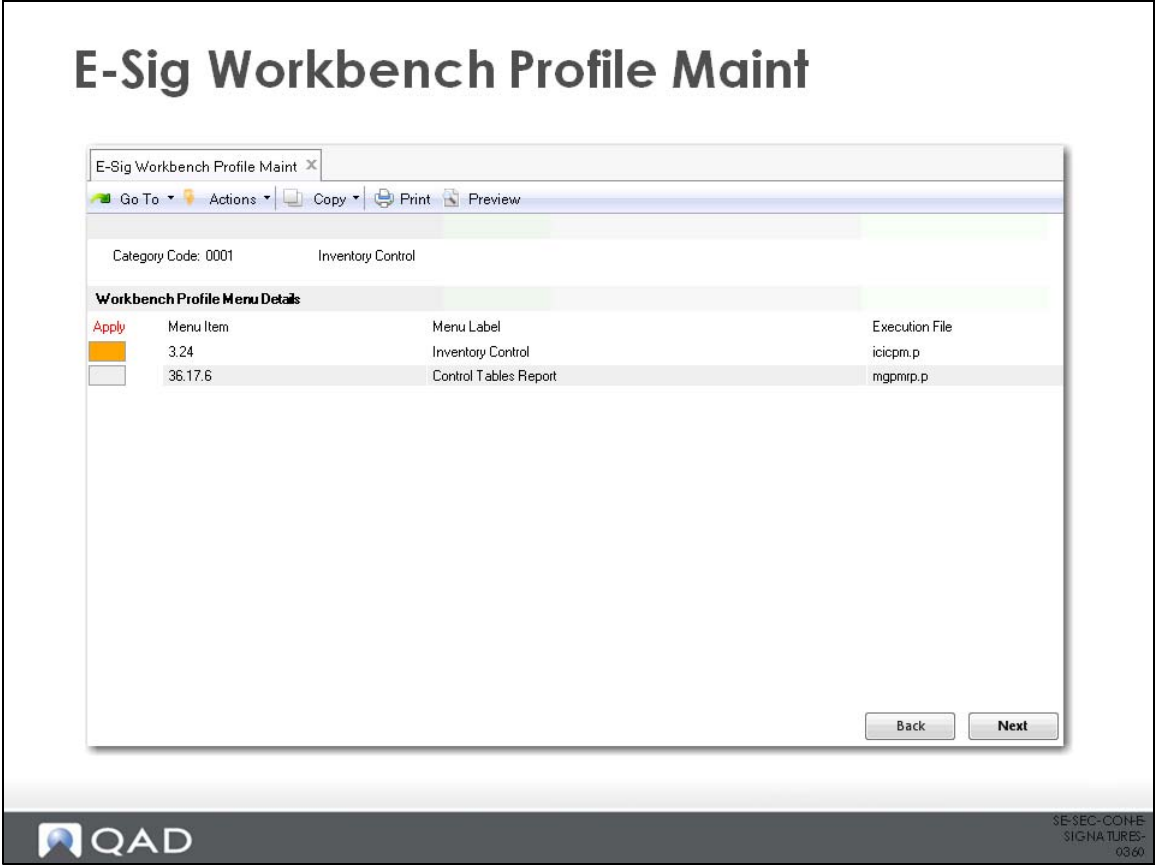 E-Sig Workbench Profile Maint
E-Sig Workbench Profile Maint X
Go To Actions Copy Print Preview
Category Code: 0001 Inventory Control
Workbench Profile Menu Details
Apply Menu Item Menu Label Execution File
3.24 Inventory Control icicpm.p
36.17.6 Control Tables Report mgpmrp.p
Back Next
QAD
SE-SEC-CON-E-
SIGNATURES-
0360